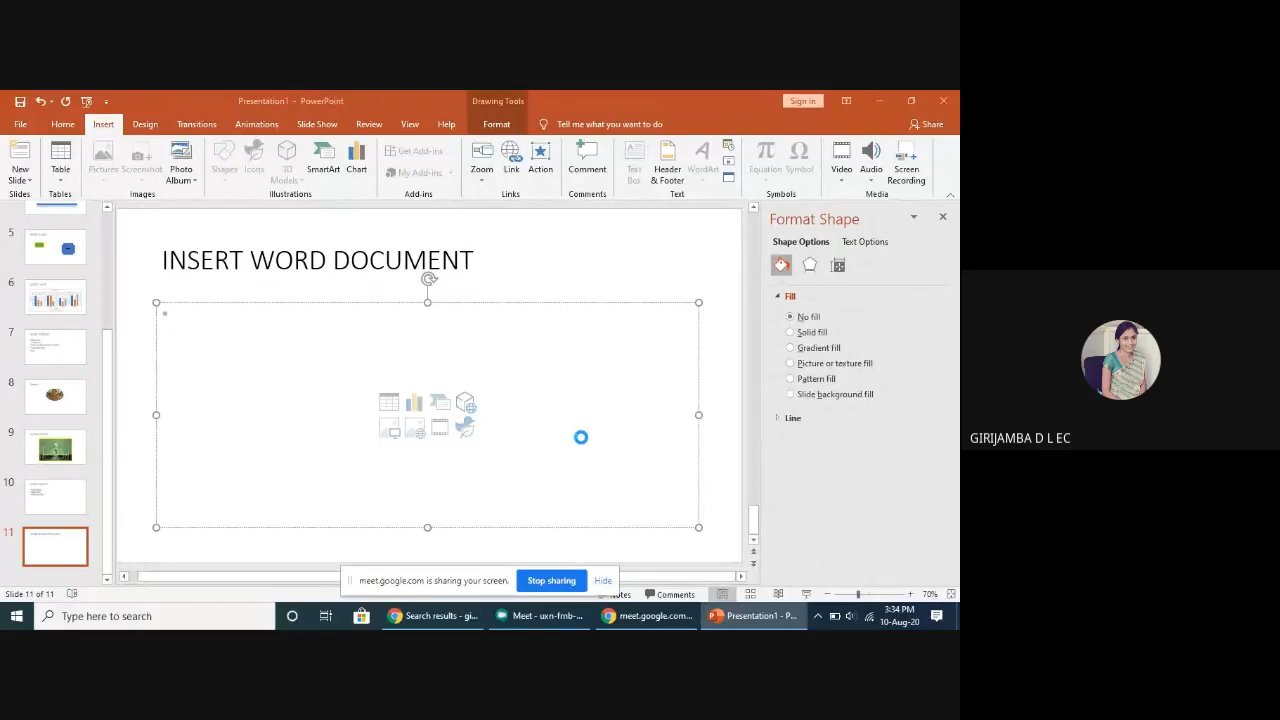 Presentation1 - PowerPoint
Drawing Tools
Sign in
File Home Insert Design Transitions Animations Slide Show Review View Help Format Tell me what you want to do Share
New Slide
Table
Pictures
Screenshot
Photo Album
Shapes
Icons
3D Models
SmartArt
Chart
Get Add-ins
My Add-ins
Zoom
Link
Action
Comment
Text Box
Header & Footer
WordArt
Equation
Symbol
Video
Audio
Screen Recording
Slides Tables Images Illustrations Add-ins Links Comments Text Symbols Media
5
6
7
8
9
10
11
INSERT WORD DOCUMENT
Format Shape
Shape Options Text Options
Fill
No fill
Solid fill
Gradient fill
Picture or texture fill
Pattern fill
Slide background fill
Line
GIRIJAMBA D L EC
meet.google.com is sharing your screen. Stop sharing Hide
Slide 11 of 11 Comments 70%
Type here to search
Search results - gi...
Meet - uxn-frnb-...
meet.google.com...
Presentation1 - P...
3:34 PM
10-Aug-20